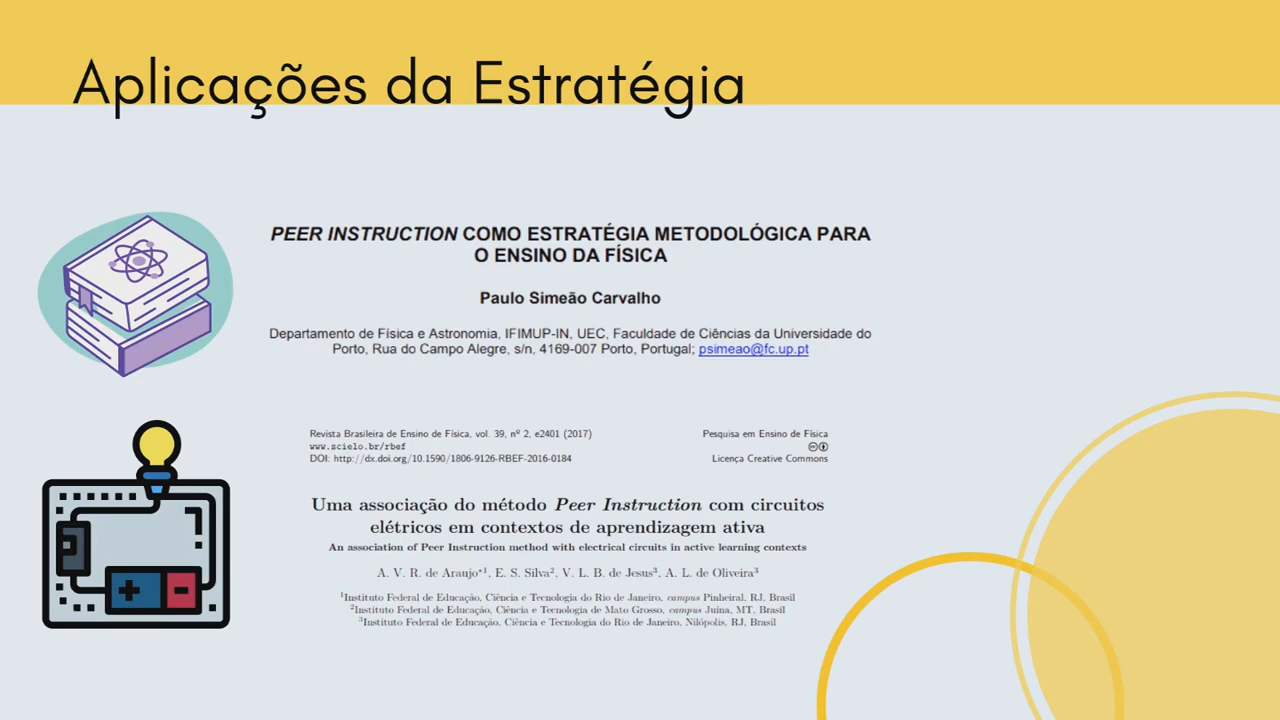 Aplicações da Estratégia
PEER INSTRUCTION COMO ESTRATÉGIA METODOLÓGICA PARA
O ENSINO DA FÍSICA
Paulo Simeão Carvalho
Departamento de Física e Astronomia, IFIMUP-IN, UEC, Faculdade de Ciências da Universidade do
Porto, Rua do Campo Alegre, s/n, 4169-007 Porto, Portugal; psimeao@fc.up.pt
Revista Brasileira de Ensino de Física, vol. 39, nº 2, e2401 (2017)
www.scielo.br/rbef
DOI: http://dx.doi.org/10.1590/1806-9126-RBEF-2016-0184
Pesquisa em Ensino de Física
Licença Creative Commons
Uma associação do método Peer Instruction com circuitos
elétricos em contextos de aprendizagem ativa
An association of Peer Instruction method with electrical circuits in active learning contexts
A. V. R. de Araujo*1, E. S. Silva2, V. L. B. de Jesus3, A. L. de Oliveira3
1Instituto Federal de Educação, Ciência e Tecnologia do Rio de Janeiro, campus Pinheiral, RJ, Brasil
2Instituto Federal de Educação, Ciência e Tecnologia de Mato Grosso, campus Juína, MT, Brasil
3Instituto Federal de Educação, Ciência e Tecnologia do Rio de Janeiro, Nilópolis, RJ, Brasil